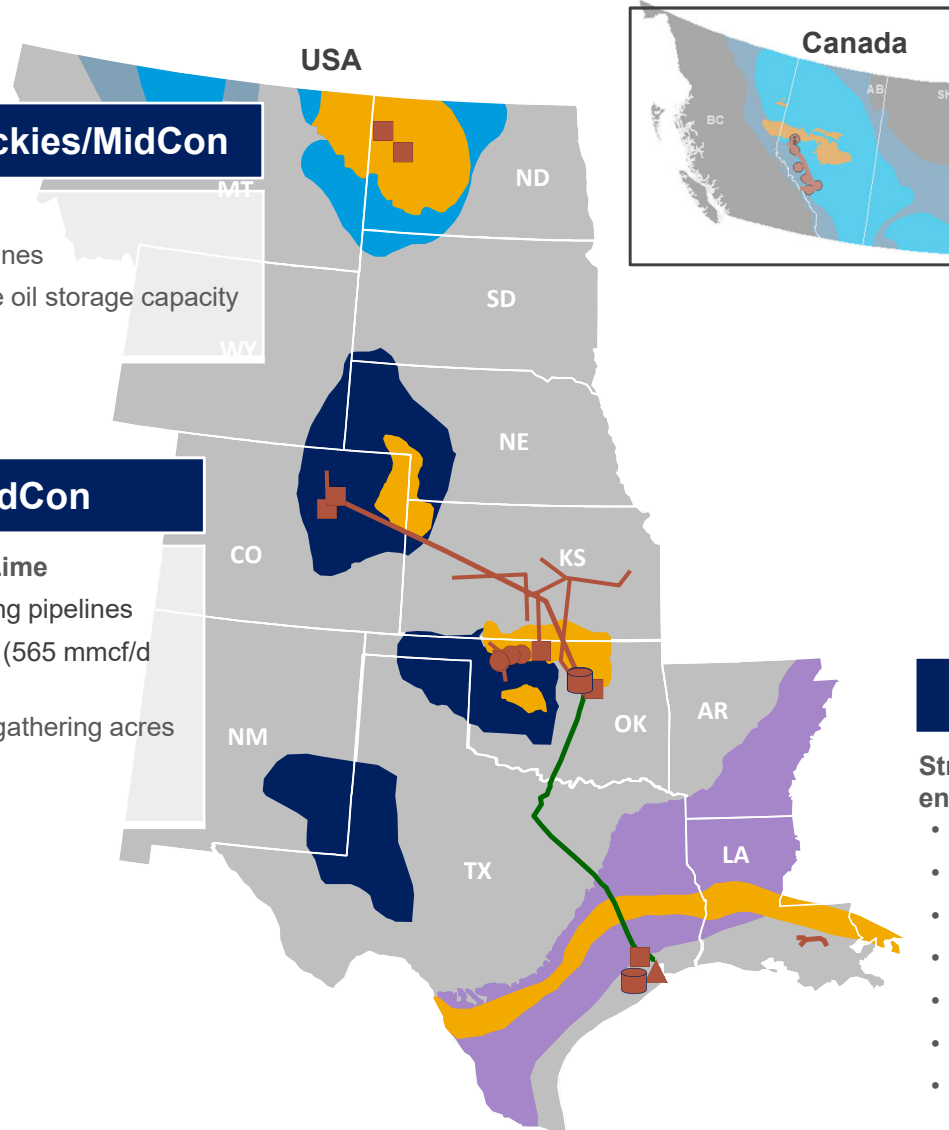 USA
Canada
AB
BC
ckies/MidCon
ND
MT
nes
e oil storage capacity
SD
WY
NE
dCon
CO
KS
Lime
ng pipelines
(565 mmcf/d
gathering acres
NM
OK
AR
Str
en
LA
TX
•
•
•
•
•
•
•